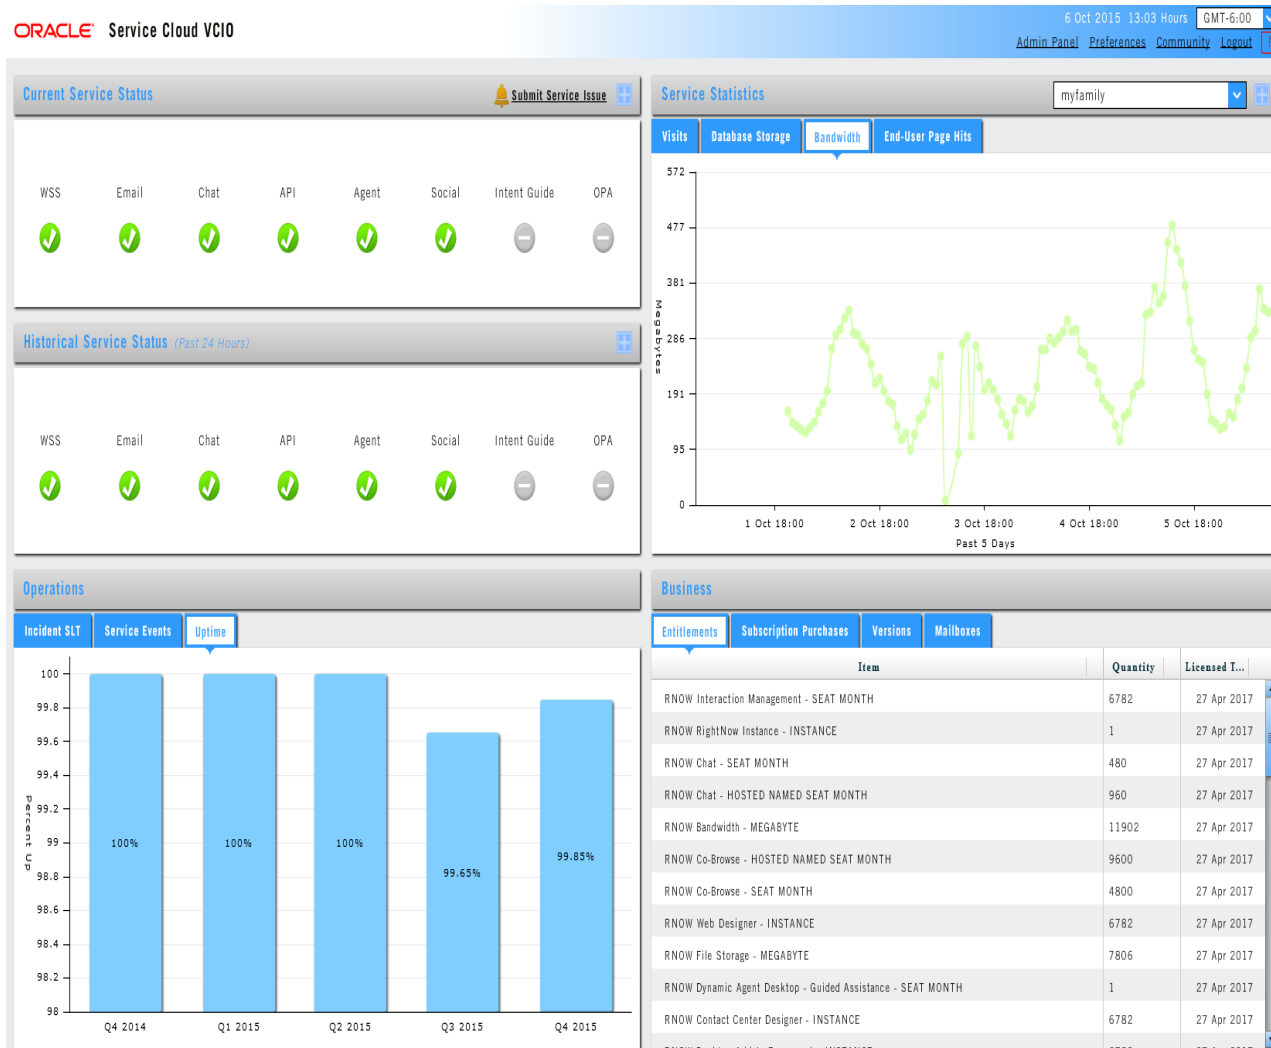 ORACLE Service Cloud VCIO
6 Oct 2015 13:03 Hours GMT-6:00
Admin Panel Preferences Community Logout
Current Service Status
Submit Service Issue
WSS Email Chat API Agent Social Intent Guide OPA
Historical Service Status (Past 24 Hours)
WSS Email Chat API Agent Social Intent Guide OPA
Service Statistics
myfamily
Visits Database Storage Bandwidth End-User Page Hits
572
477
381
286
191
95
0
Megabytes
1 Oct 18:00 2 Oct 18:00 3 Oct 18:00 4 Oct 18:00 5 Oct 18:00
Past 5 Days
Operations
Incident SLT Service Events Uptime
100
99.8
99.6
99.4
99.2
99
98.8
98.6
98.4
98.2
98
Percent Up
100% 100% 100% 99.65% 99.85%
Q4 2014 Q1 2015 Q2 2015 Q3 2015 Q4 2015
Business
Entitlements Subscription Purchases Versions Mailboxes
Item Quantity Licensed T...
RNOW Interaction Management - SEAT MONTH 6782 27 Apr 2017
RNOW RightNow Instance - INSTANCE 1 27 Apr 2017
RNOW Chat - SEAT MONTH 480 27 Apr 2017
RNOW Chat - HOSTED NAMED SEAT MONTH 960 27 Apr 2017
RNOW Bandwidth - MEGABYTE 11902 27 Apr 2017
RNOW Co-Browse - HOSTED NAMED SEAT MONTH 9600 27 Apr 2017
RNOW Co-Browse - SEAT MONTH 4800 27 Apr 2017
RNOW Web Designer - INSTANCE 6782 27 Apr 2017
RNOW File Storage - MEGABYTE 7806 27 Apr 2017
RNOW Dynamic Agent Desktop - Guided Assistance - SEAT MONTH 1 27 Apr 2017
RNOW Contact Center Designer - INSTANCE 6782 27 Apr 2017